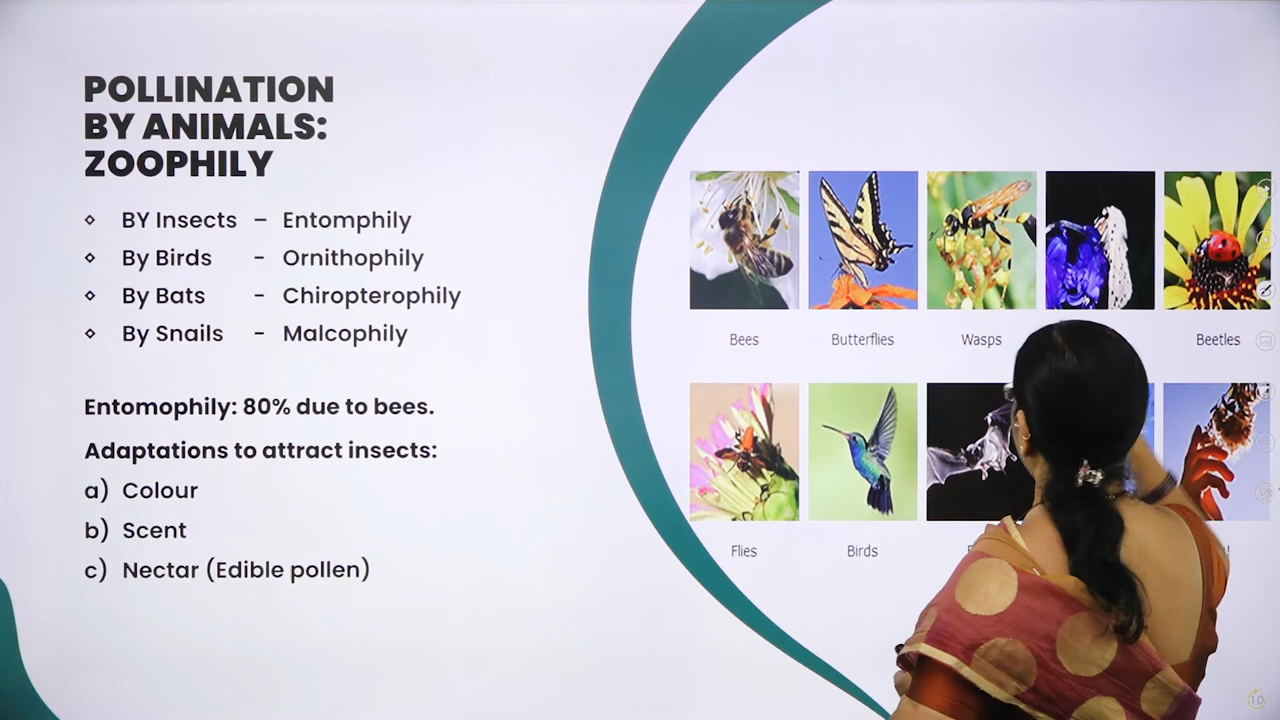 POLLINATION
BY ANIMALS:
ZOOPHILY
BY Insects – Entomphily
By Birds - Ornithophily
By Bats - Chiropterophily
By Snails - Malcophily
Entomophily: 80% due to bees.
Adaptations to attract insects:
a) Colour
b) Scent
c) Nectar (Edible pollen)
Bees Butterflies Wasps Beetles
Flies Birds
10